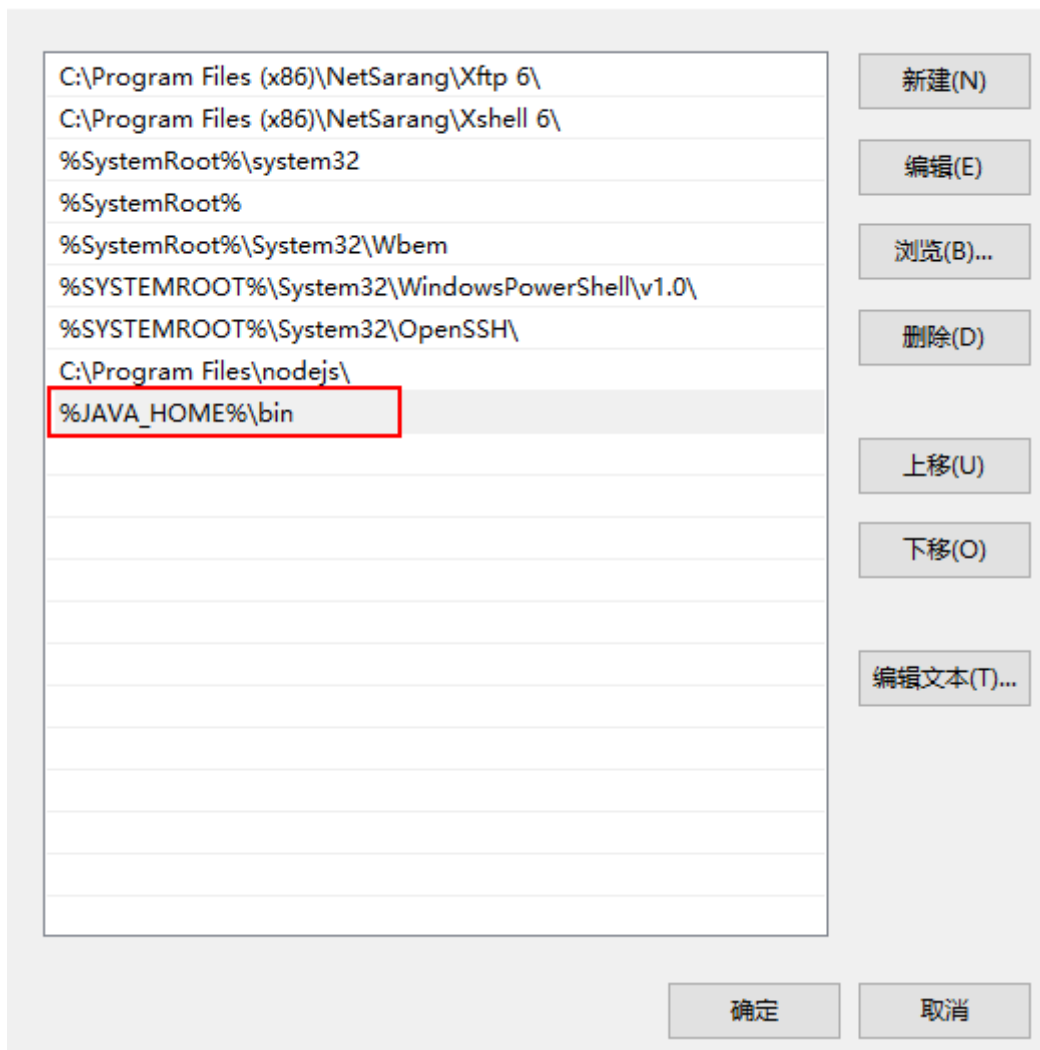 C:\Program Files (x86)\NetSarang\Xftp 6\
C:\Program Files (x86)\NetSarang\Xshell 6\
%SystemRoot%\system32
%SystemRoot%
%SystemRoot%\System32\Wbem
%SYSTEMROOT%\System32\WindowsPowerShell\v1.0\
%SYSTEMROOT%\System32\OpenSSH\
C:\Program Files\nodejs\
%JAVA_HOME%\bin
新建(N)
编辑(E)
浏览(B)...
删除(D)
上移(U)
下移(O)
编辑文本(T)...
确定
取消